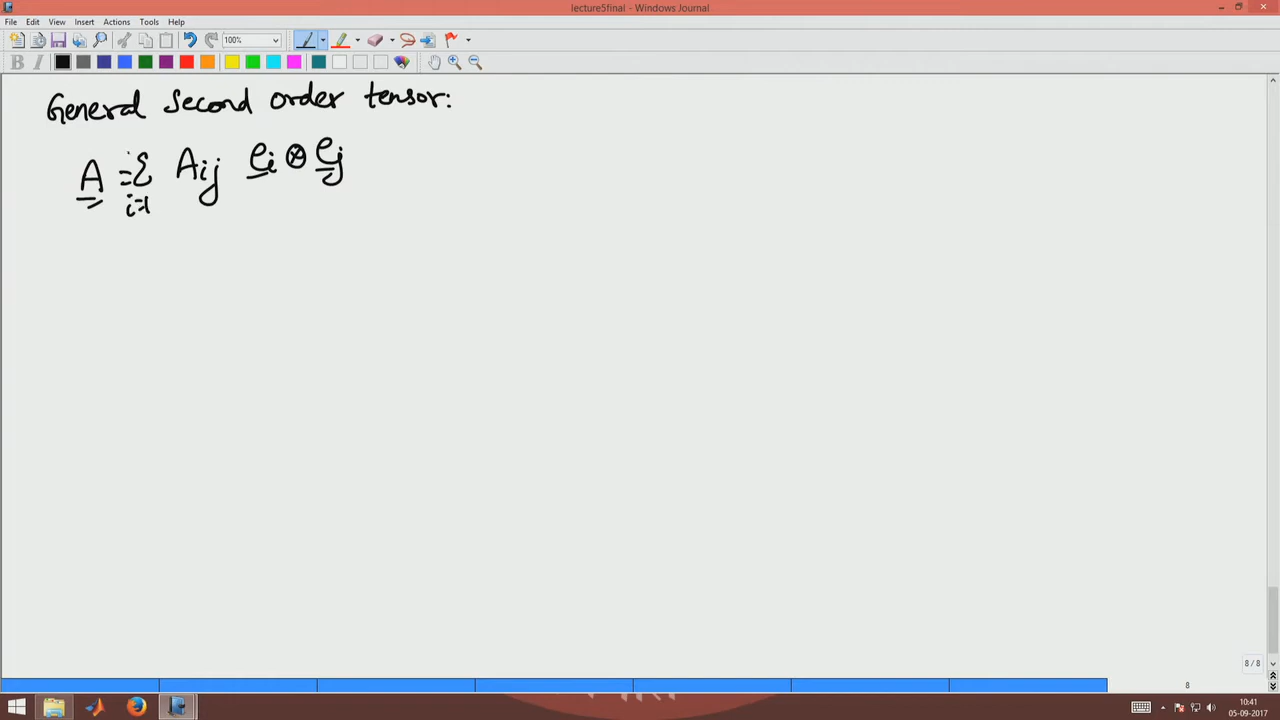 lecture5final - Windows Journal
File Edit View Insert Actions Tools Help
100%
B I
General Second order tensor:
A = Σ Aij ei ⊗ ej
i=1
8 / 8
8
10:41
05-09-2017